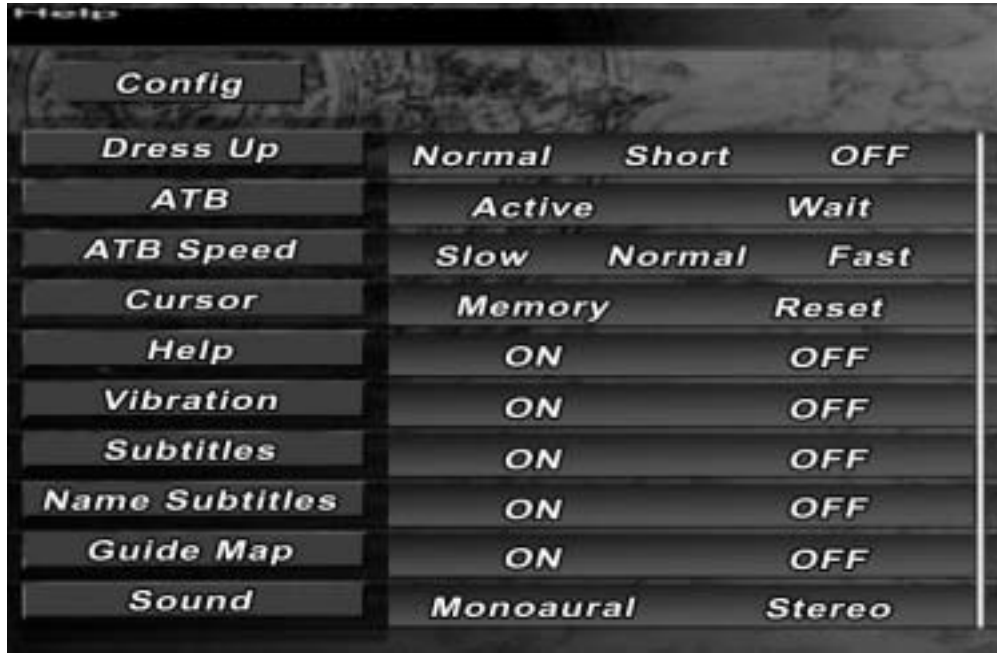 Help
Config
Dress Up Normal Short OFF
ATB Active Wait
ATB Speed Slow Normal Fast
Cursor Memory Reset
Help ON OFF
Vibration ON OFF
Subtitles ON OFF
Name Subtitles ON OFF
Guide Map ON OFF
Sound Monoaural Stereo